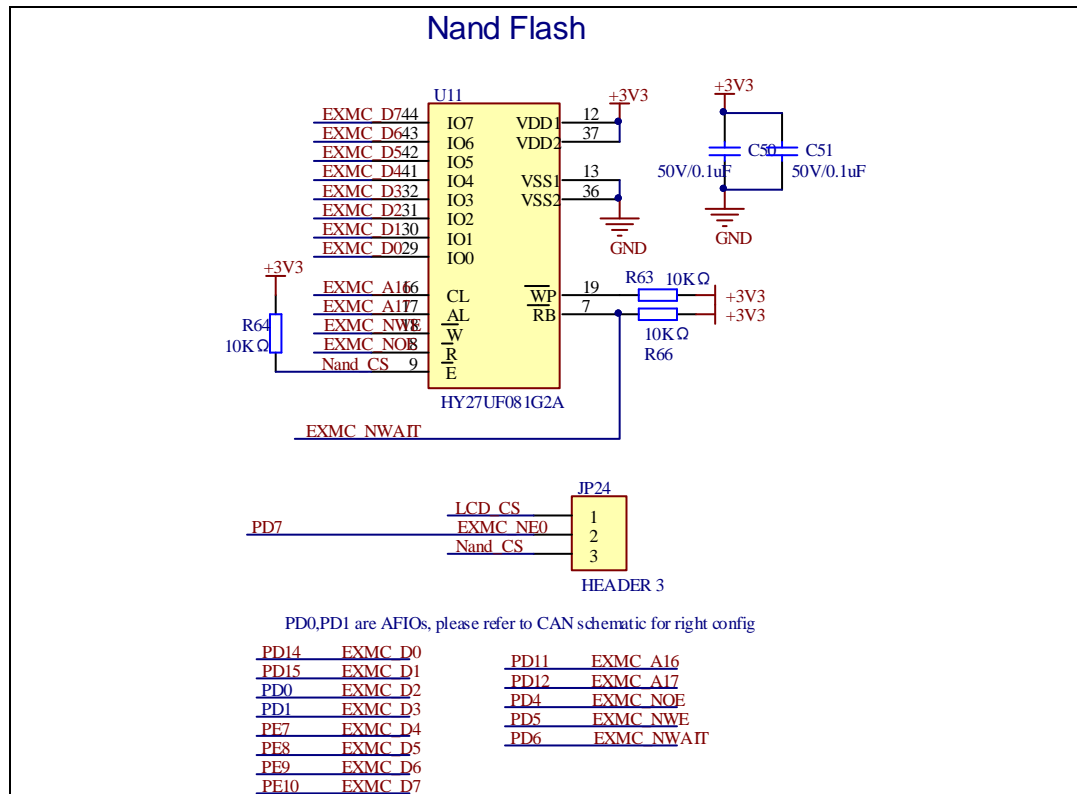 Nand Flash
U11
EXMC_D7 44 IO7 VDD1 12 +3V3
EXMC_D6 43 IO6 VDD2 37
EXMC_D5 42 IO5
EXMC_D4 41 IO4 VSS1 13
EXMC_D3 32 IO3 VSS2 36
EXMC_D2 31 IO2
EXMC_D1 30 IO1 GND
EXMC_D0 29 IO0
+3V3
C50 C51
50V/0.1uF 50V/0.1uF
GND
+3V3
R64
10KΩ
EXMC_A16 16 CL WP 19 R63 10KΩ +3V3
EXMC_A17 17 AL RB 7 10KΩ +3V3
EXMC_NWE 18 W R66
EXMC_NOE 8 R
Nand_CS 9 E
HY27UF081G2A
EXMC_NWAIT
JP24
LCD_CS 1
PD7 EXMC_NE0 2
Nand_CS 3
HEADER 3
PD0,PD1 are AFIOs, please refer to CAN schematic for right config
PD14 EXMC_D0
PD15 EXMC_D1
PD0 EXMC_D2
PD1 EXMC_D3
PE7 EXMC_D4
PE8 EXMC_D5
PE9 EXMC_D6
PE10 EXMC_D7
PD11 EXMC_A16
PD12 EXMC_A17
PD4 EXMC_NOE
PD5 EXMC_NWE
PD6 EXMC_NWAIT